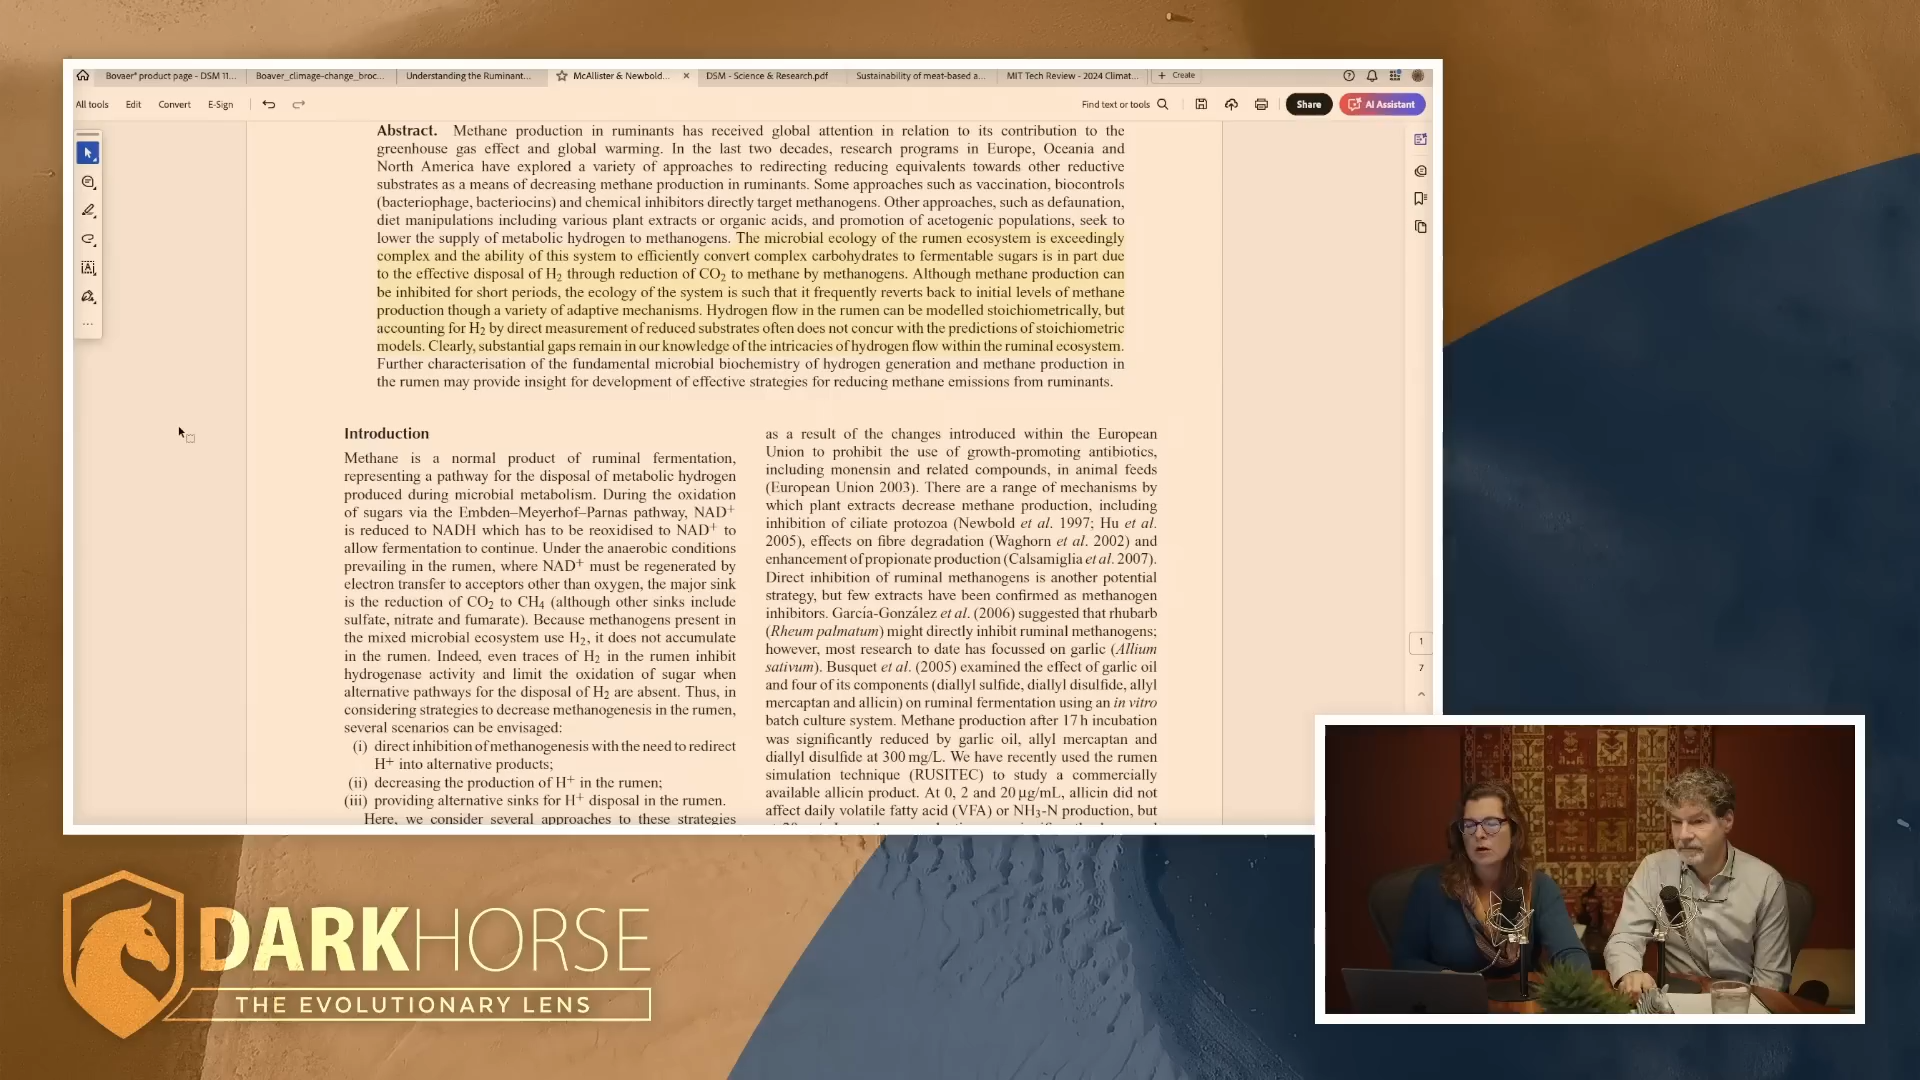 Bovaer® product page - DSM 11...
Boaver_climage-change_broc...
Understanding the Ruminant...
McAllister & Newbold...
DSM - Science & Research.pdf
Sustainability of meat-based a...
MIT Tech Review - 2024 Climat...
+ Create
All tools
Edit
Convert
E-Sign
Find text or tools
Share
AI Assistant
Abstract. Methane production in ruminants has received global attention in relation to its contribution to the
greenhouse gas effect and global warming. In the last two decades, research programs in Europe, Oceania and
North America have explored a variety of approaches to redirecting reducing equivalents towards other reductive
substrates as a means of decreasing methane production in ruminants. Some approaches such as vaccination, biocontrols
(bacteriophage, bacteriocins) and chemical inhibitors directly target methanogens. Other approaches, such as defaunation,
diet manipulations including various plant extracts or organic acids, and promotion of acetogenic populations, seek to
lower the supply of metabolic hydrogen to methanogens. The microbial ecology of the rumen ecosystem is exceedingly
complex and the ability of this system to efficiently convert complex carbohydrates to fermentable sugars is in part due
to the effective disposal of H₂ through reduction of CO₂ to methane by methanogens. Although methane production can
be inhibited for short periods, the ecology of the system is such that it frequently reverts back to initial levels of methane
production though a variety of adaptive mechanisms. Hydrogen flow in the rumen can be modelled stoichiometrically, but
accounting for H₂ by direct measurement of reduced substrates often does not concur with the predictions of stoichiometric
models. Clearly, substantial gaps remain in our knowledge of the intricacies of hydrogen flow within the ruminal ecosystem.
Further characterisation of the fundamental microbial biochemistry of hydrogen generation and methane production in
the rumen may provide insight for development of effective strategies for reducing methane emissions from ruminants.
Introduction
Methane is a normal product of ruminal fermentation,
representing a pathway for the disposal of metabolic hydrogen
produced during microbial metabolism. During the oxidation
of sugars via the Embden–Meyerhof–Parnas pathway, NAD⁺
is reduced to NADH which has to be reoxidised to NAD⁺ to
allow fermentation to continue. Under the anaerobic conditions
prevailing in the rumen, where NAD⁺ must be regenerated by
electron transfer to acceptors other than oxygen, the major sink
is the reduction of CO₂ to CH₄ (although other sinks include
sulfate, nitrate and fumarate). Because methanogens present in
the mixed microbial ecosystem use H₂, it does not accumulate
in the rumen. Indeed, even traces of H₂ in the rumen inhibit
hydrogenase activity and limit the oxidation of sugar when
alternative pathways for the disposal of H₂ are absent. Thus, in
considering strategies to decrease methanogenesis in the rumen,
several scenarios can be envisaged:
(i) direct inhibition of methanogenesis with the need to redirect
H⁺ into alternative products;
(ii) decreasing the production of H⁺ in the rumen;
(iii) providing alternative sinks for H⁺ disposal in the rumen.
Here, we consider several approaches to these strategies
as a result of the changes introduced within the European
Union to prohibit the use of growth-promoting antibiotics,
including monensin and related compounds, in animal feeds
(European Union 2003). There are a range of mechanisms by
which plant extracts decrease methane production, including
inhibition of ciliate protozoa (Newbold et al. 1997; Hu et al.
2005), effects on fibre degradation (Waghorn et al. 2002) and
enhancement of propionate production (Calsamiglia et al. 2007).
Direct inhibition of ruminal methanogens is another potential
strategy, but few extracts have been confirmed as methanogen
inhibitors. García-González et al. (2006) suggested that rhubarb
(Rheum palmatum) might directly inhibit ruminal methanogens;
however, most research to date has focussed on garlic (Allium
sativum). Busquet et al. (2005) examined the effect of garlic oil
and four of its components (diallyl sulfide, diallyl disulfide, allyl
mercaptan and allicin) on ruminal fermentation using an in vitro
batch culture system. Methane production after 17 h incubation
was significantly reduced by garlic oil, allyl mercaptan and
diallyl disulfide at 300 mg/L. We have recently used the rumen
simulation technique (RUSITEC) to study a commercially
available allicin product. At 0, 2 and 20 µg/mL, allicin did not
affect daily volatile fatty acid (VFA) or NH₃-N production, but
1
7
DARKHORSE
THE EVOLUTIONARY LENS